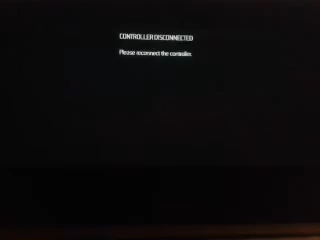 CONTROLLER DISCONNECTED
Please reconnect the controller.